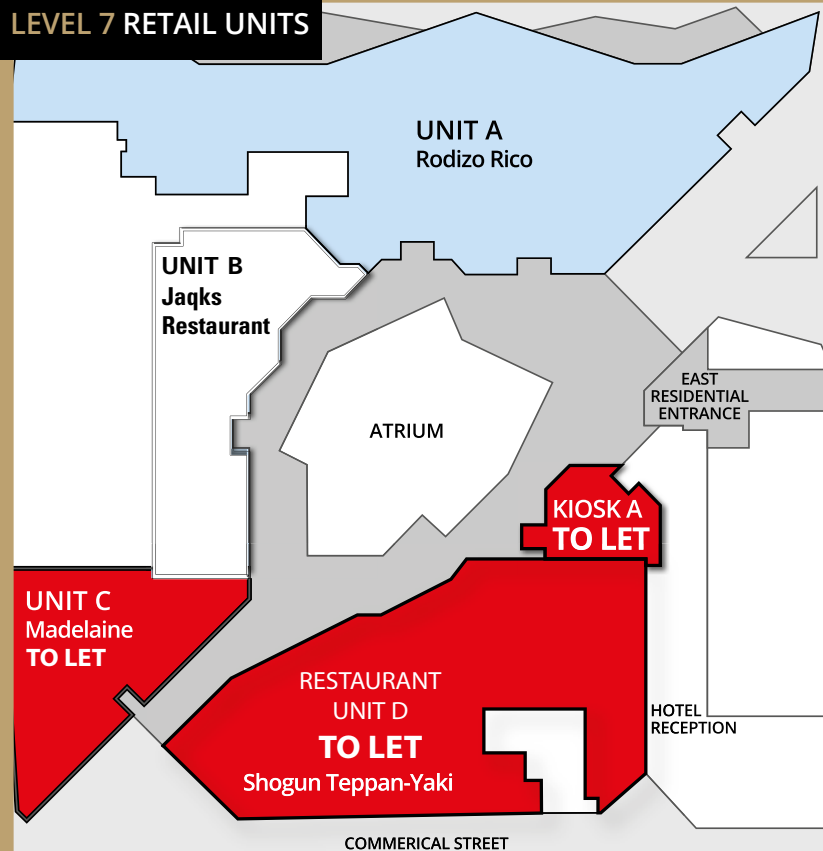 LEVEL 7 RETAIL UNITS
UNIT A
Rodizo Rico
UNIT B
Jaqks
Restaurant
EAST
RESIDENTIAL
ENTRANCE
ATRIUM
KIOSK A
TO LET
UNIT C
Madelaine
TO LET
RESTAURANT
UNIT D
TO LET
Shogun Teppan-Yaki
HOTEL
RECEPTION
COMMERICAL STREET